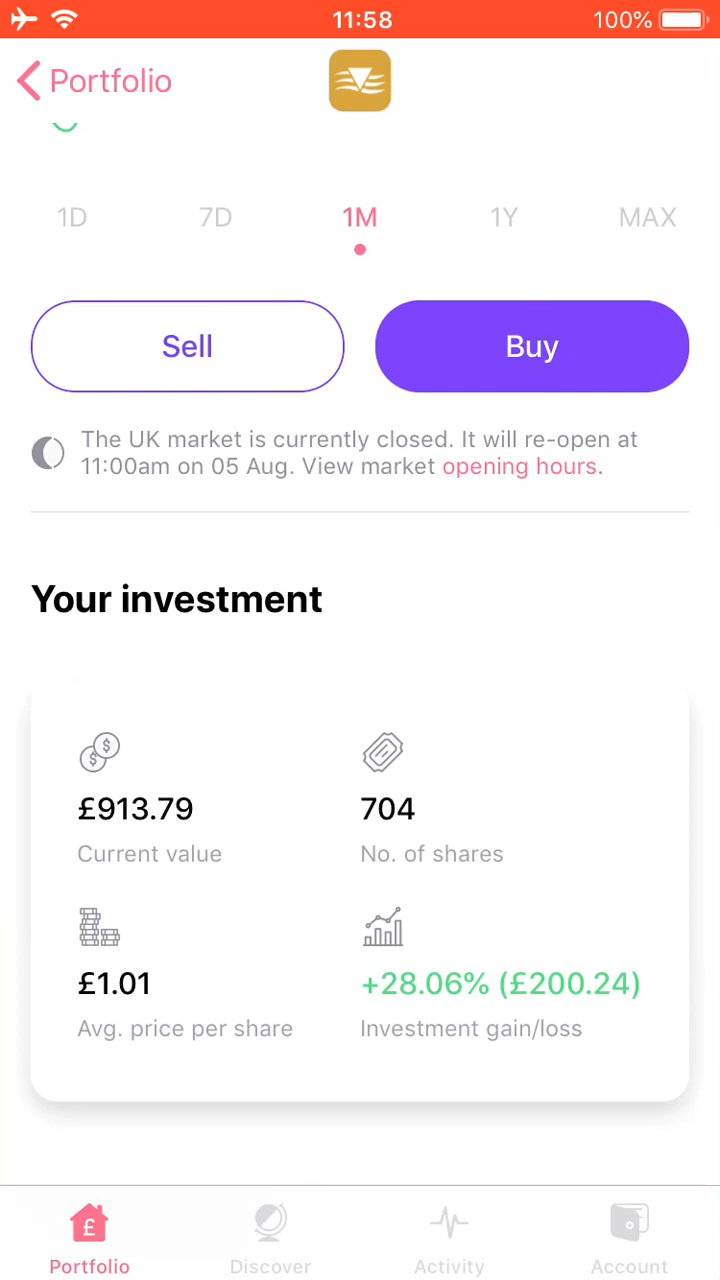 11:58
100%
Portfolio
1D 7D 1M 1Y MAX
Sell Buy
The UK market is currently closed. It will re-open at
11:00am on 05 Aug. View market opening hours.
Your investment
£913.79 704
Current value No. of shares
£1.01 +28.06% (£200.24)
Avg. price per share Investment gain/loss
Portfolio Discover Activity Account